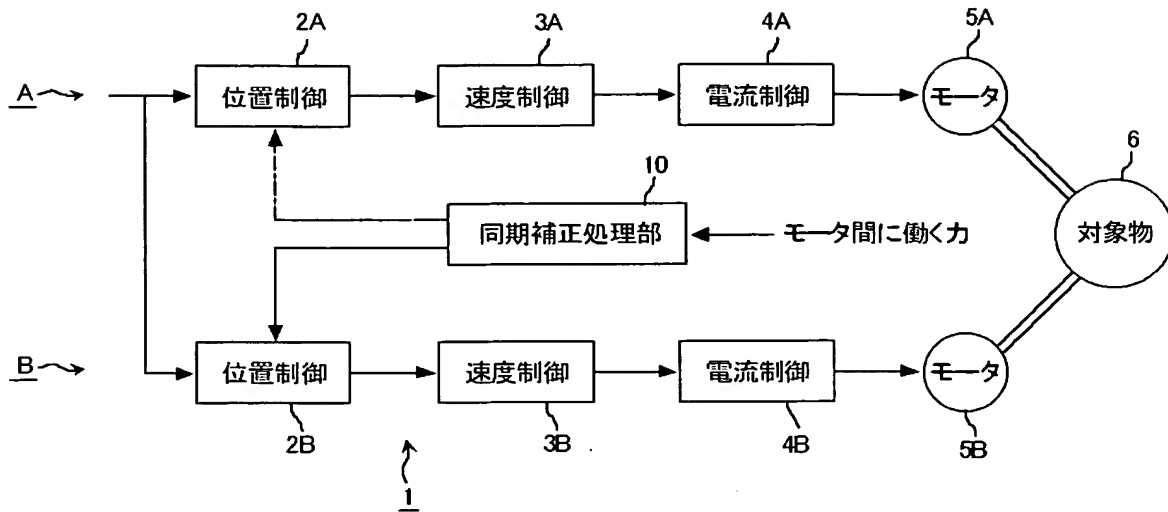 2A
3A
4A
5A
A
位置制御
速度制御
電流制御
モータ
6
10
同期補正処理部
モータ間に働く力
対象物
B
位置制御
速度制御
電流制御
モータ
2B
3B
4B
5B
1